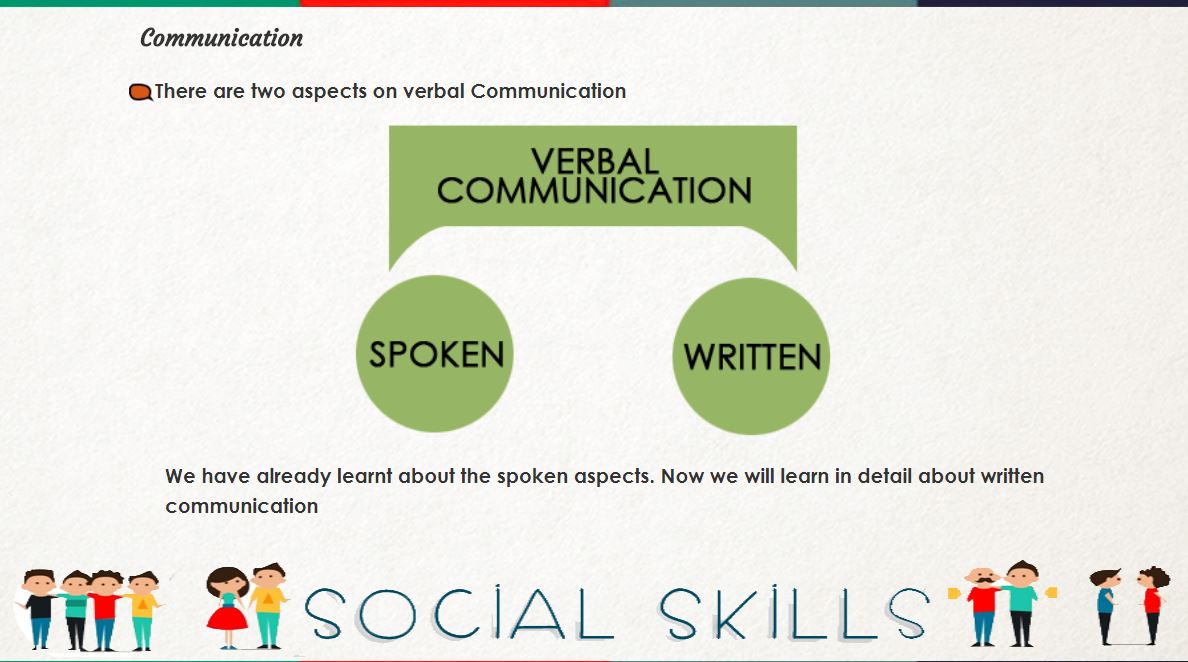 Communication
There are two aspects on verbal Communication
VERBAL
COMMUNICATION
SPOKEN
WRITTEN
We have already learnt about the spoken aspects. Now we will learn in detail about written
communication
SOCIAL SKILLS